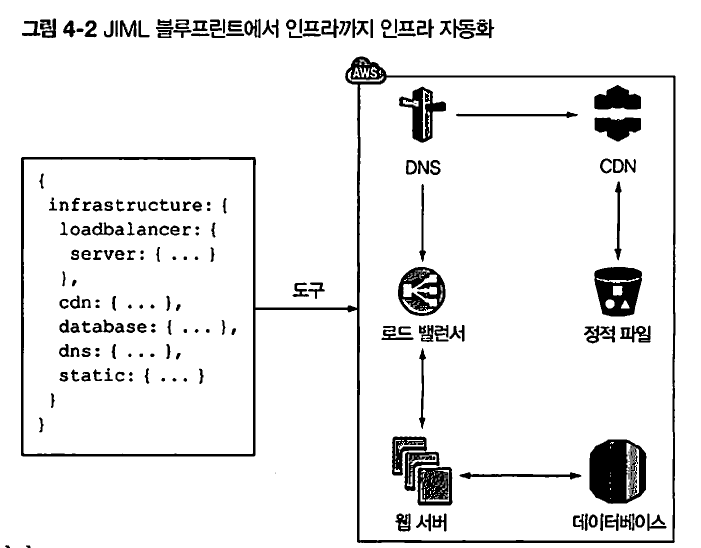 그림 4-2 JIML 블루프린트에서 인프라까지 인프라 자동화
AWS
DNS
CDN
{
infrastructure: {
loadbalancer: {
server: { ... }
},
cdn: { ... },
database: { ... },
dns: { ... },
static: { ... }
}
}
도구
로드 밸런서
정적 파일
웹 서버
데이터베이스